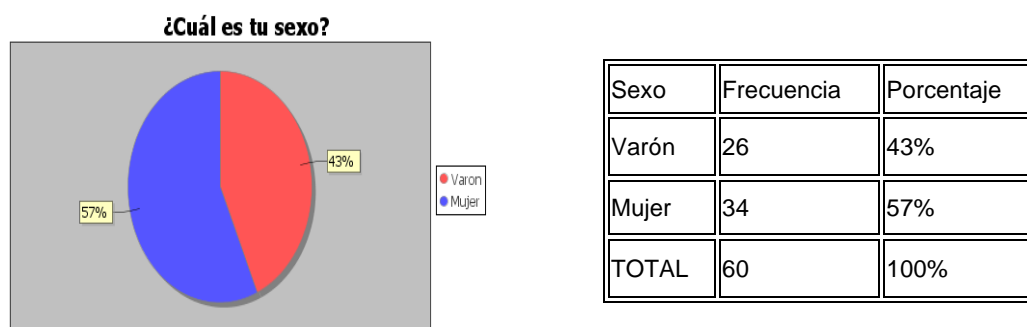 ¿Cuál es tu sexo?
43%
57%
Varon
Mujer
Sexo Frecuencia Porcentaje
Varón 26 43%
Mujer 34 57%
TOTAL 60 100%